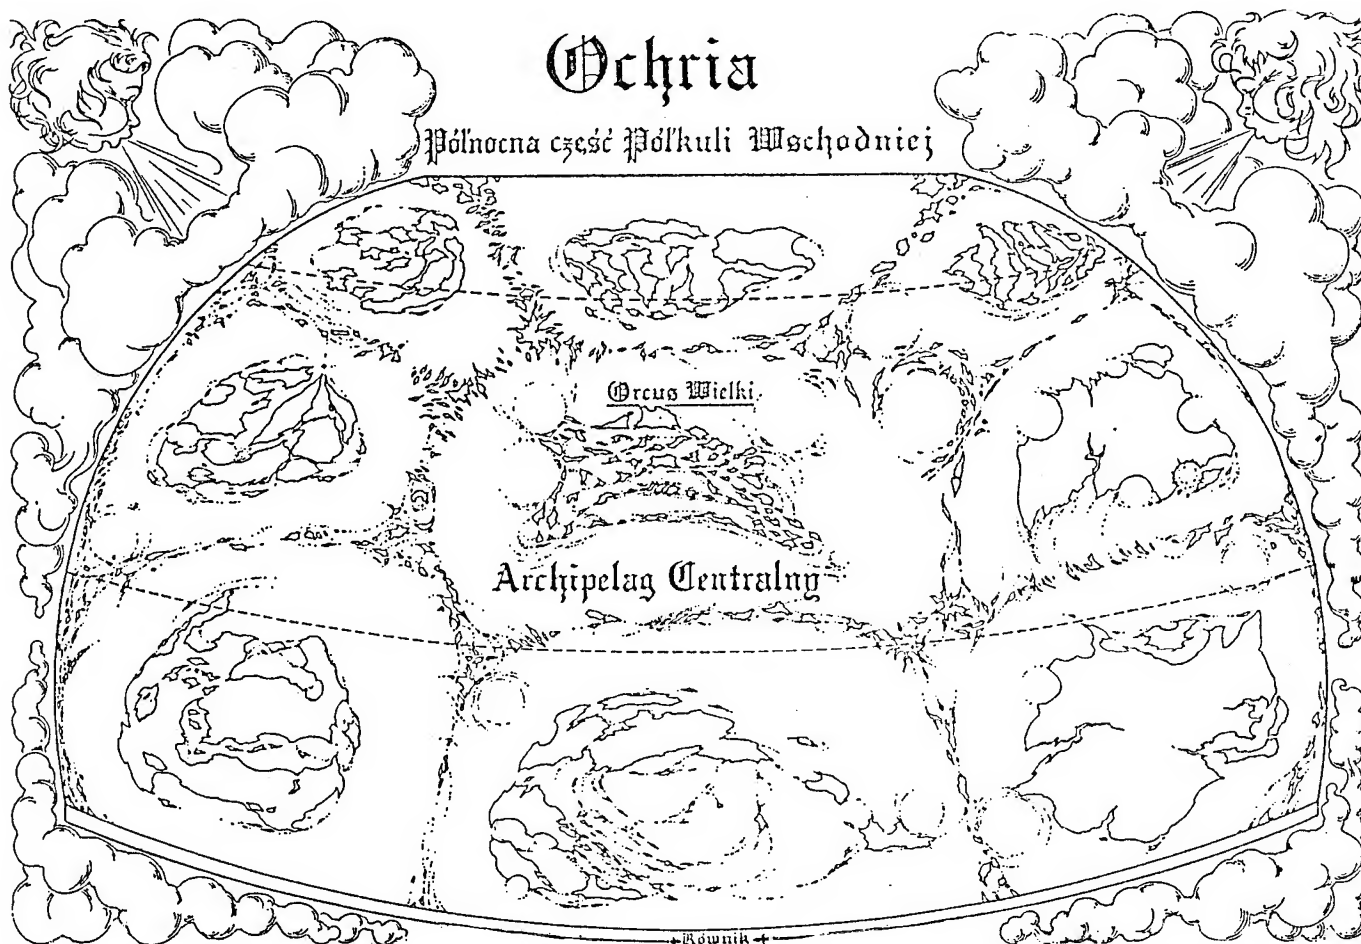 Ochria
Północna część Półkuli Wschodniej
Orcus Wielki
Archipelag Centralny
Równik